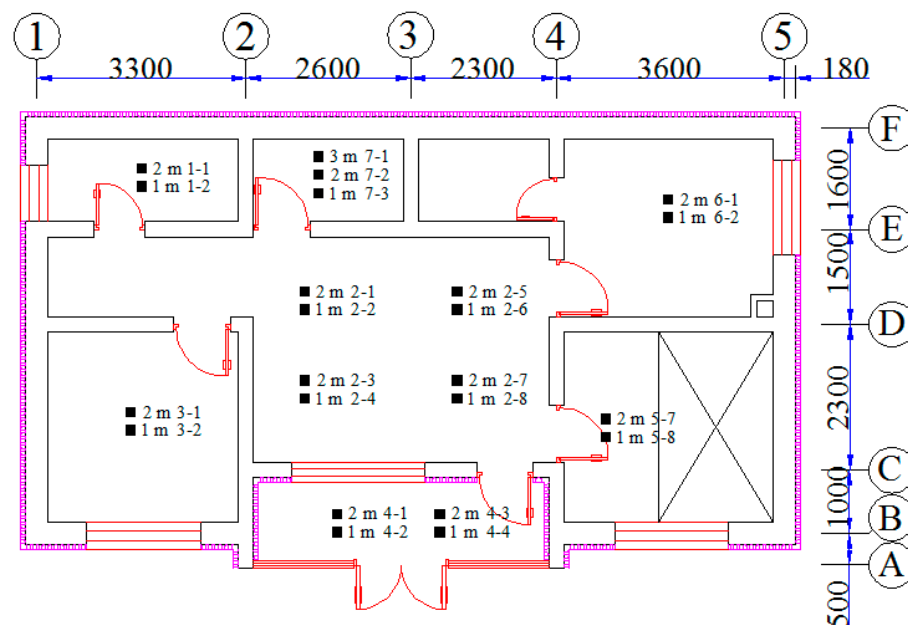 1 2 3 4 5
3300 2600 2300 3600 180
F
1600
E
1500
D
2300
C
1000
B
A
500
2 m 1-1
1 m 1-2
3 m 7-1
2 m 7-2
1 m 7-3
2 m 6-1
1 m 6-2
2 m 2-1
1 m 2-2
2 m 2-5
1 m 2-6
2 m 2-3
1 m 2-4
2 m 2-7
1 m 2-8
2 m 3-1
1 m 3-2
2 m 5-7
1 m 5-8
2 m 4-1
1 m 4-2
2 m 4-3
1 m 4-4